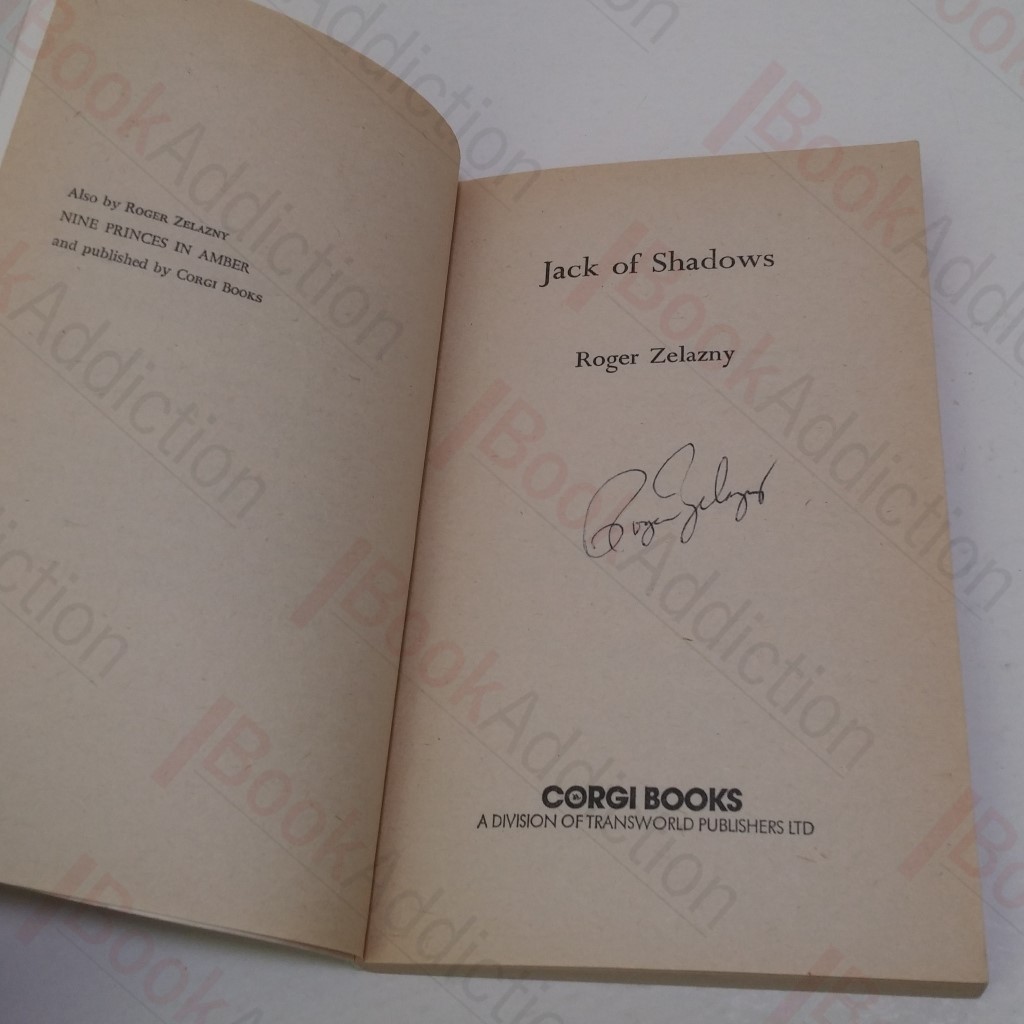 Also by Roger Zelazny
NINE PRINCES IN AMBER
and published by Corgi Books
Jack of Shadows
Roger Zelazny
Roger Zelazny
CORGI BOOKS
A DIVISION OF TRANSWORLD PUBLISHERS LTD
BookAddiction